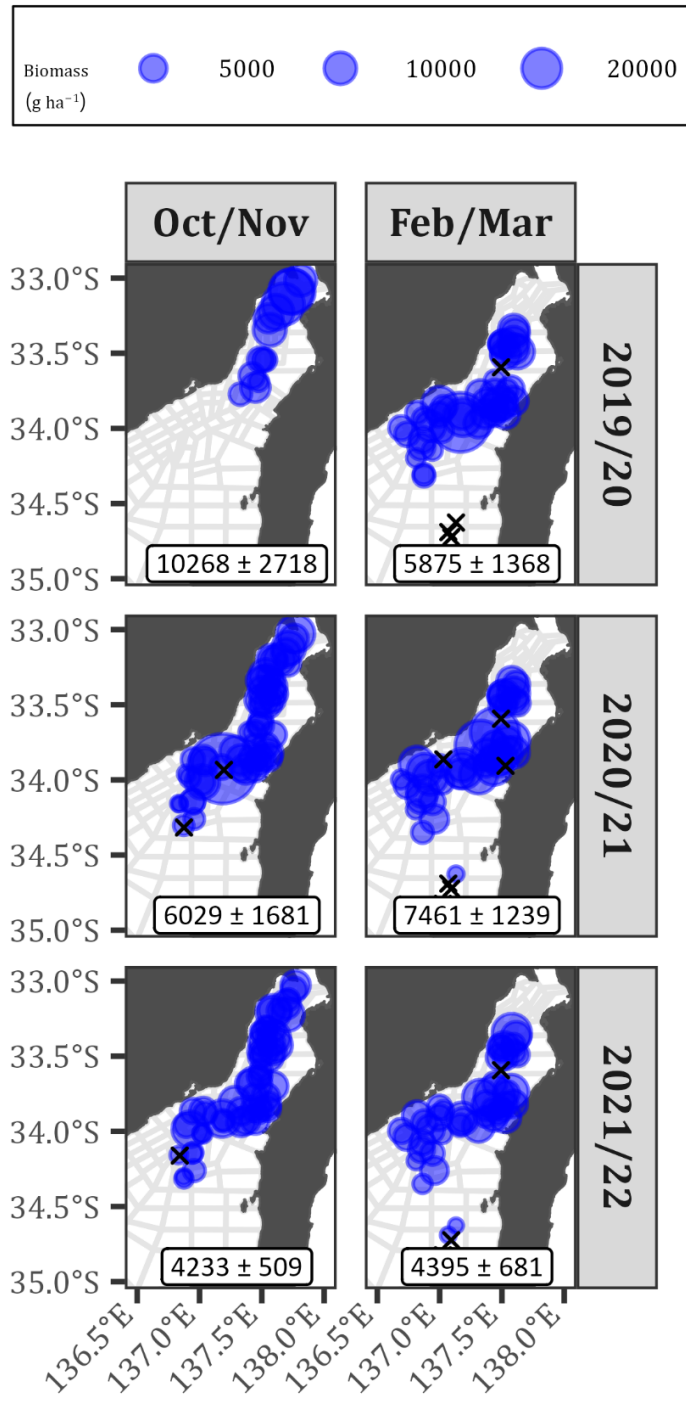 Biomass
(g ha⁻¹)
5000
10000
20000
Oct/Nov
Feb/Mar
33.0°S
33.5°S
34.0°S
34.5°S
35.0°S
10268 ± 2718
5875 ± 1368
2019/20
33.0°S
33.5°S
34.0°S
34.5°S
35.0°S
6029 ± 1681
7461 ± 1239
2020/21
33.0°S
33.5°S
34.0°S
34.5°S
35.0°S
4233 ± 509
4395 ± 681
2021/22
136.5°E
137.0°E
137.5°E
138.0°E
136.5°E
137.0°E
137.5°E
138.0°E